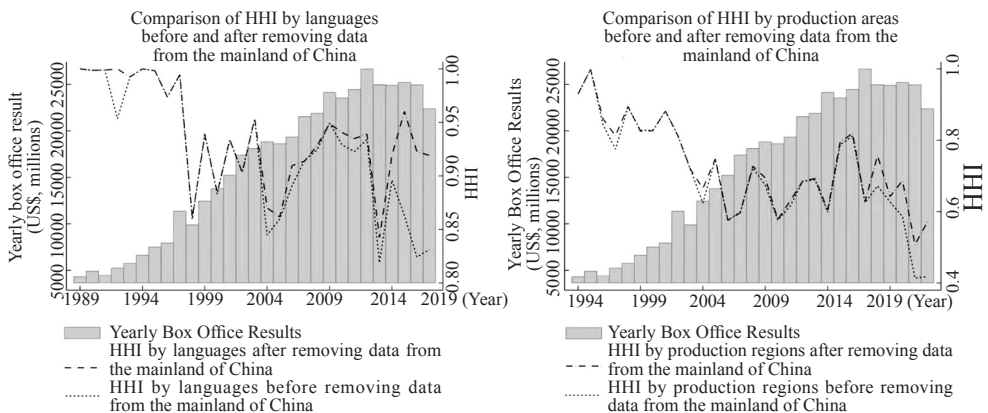 Comparison of HHI by languages
before and after removing data
from the mainland of China
Yearly box office result
(US$, millions)
25000
20000
15000
10000
5000
1.00
0.95
0.90
0.85
0.80
HHI
1989 1994 1999 2004 2009 2014 2019 (Year)
Yearly Box Office Results
HHI by languages after removing data from
the mainland of China
HHI by languages before removing data
from the mainland of China
Comparison of HHI by production areas
before and after removing data from the
mainland of China
Yearly Box Office Results
(US$, millions)
25000
20000
15000
10000
5000
1.0
0.8
0.6
0.4
HHI
1994 1999 2004 2009 2014 2019 (Year)
Yearly Box Office Results
HHI by production regions after removing data
from the mainland of China
HHI by production regions before removing
data from the mainland of China